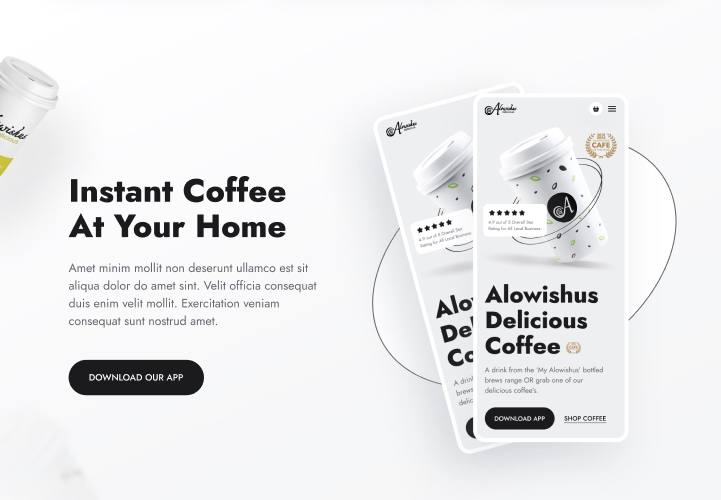 Instant Coffee
At Your Home
Amet minim mollit non deserunt ullamco est sit
aliqua dolor do amet sint. Velit officia consequat
duis enim velit mollit. Exercitation veniam
consequat sunt nostrud amet.
DOWNLOAD OUR APP
Alowishus
4.9 out of 5 Overall Star
Rating for All Local Business
Alo
De
Co
A drin
brews
delic
Alowishus
CAFE
A
4.9 out of 5 Overall Star
Rating for All Local Business
Alowishus
Delicious
Coffee
A drink from the 'My Alowishus' bottled
brews range OR grab one of our
delicious coffee's.
DOWNLOAD APP
SHOP COFFEE